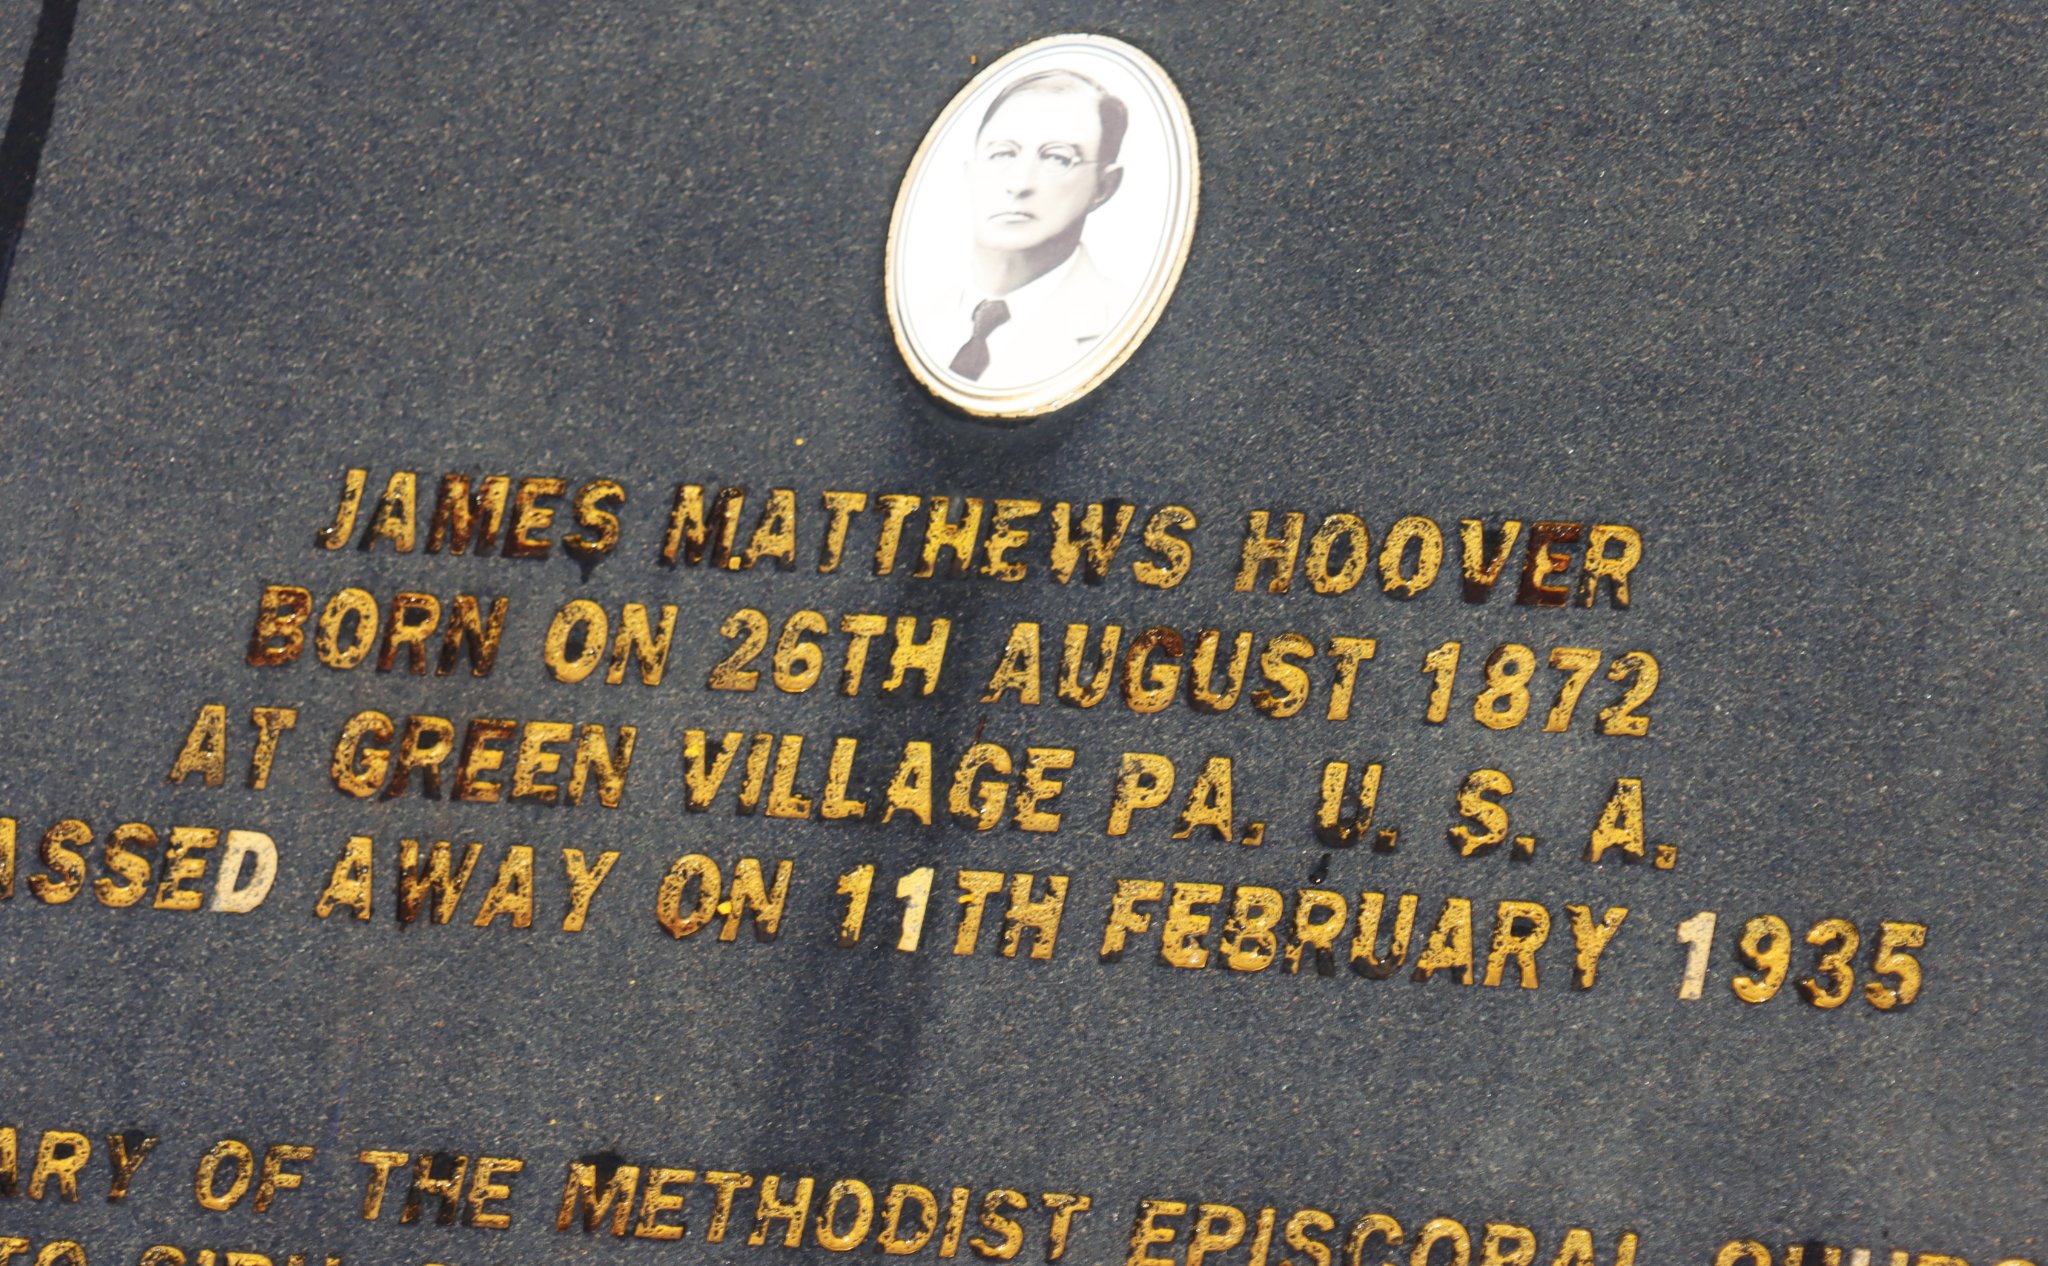 JAMES MATTHEWS HOOVER
BORN ON 26TH AUGUST 1872
AT GREEN VILLAGE PA. U. S. A.
ASSED AWAY ON 11TH FEBRUARY 1935
ARY OF THE METHODIST EPISCOPAL